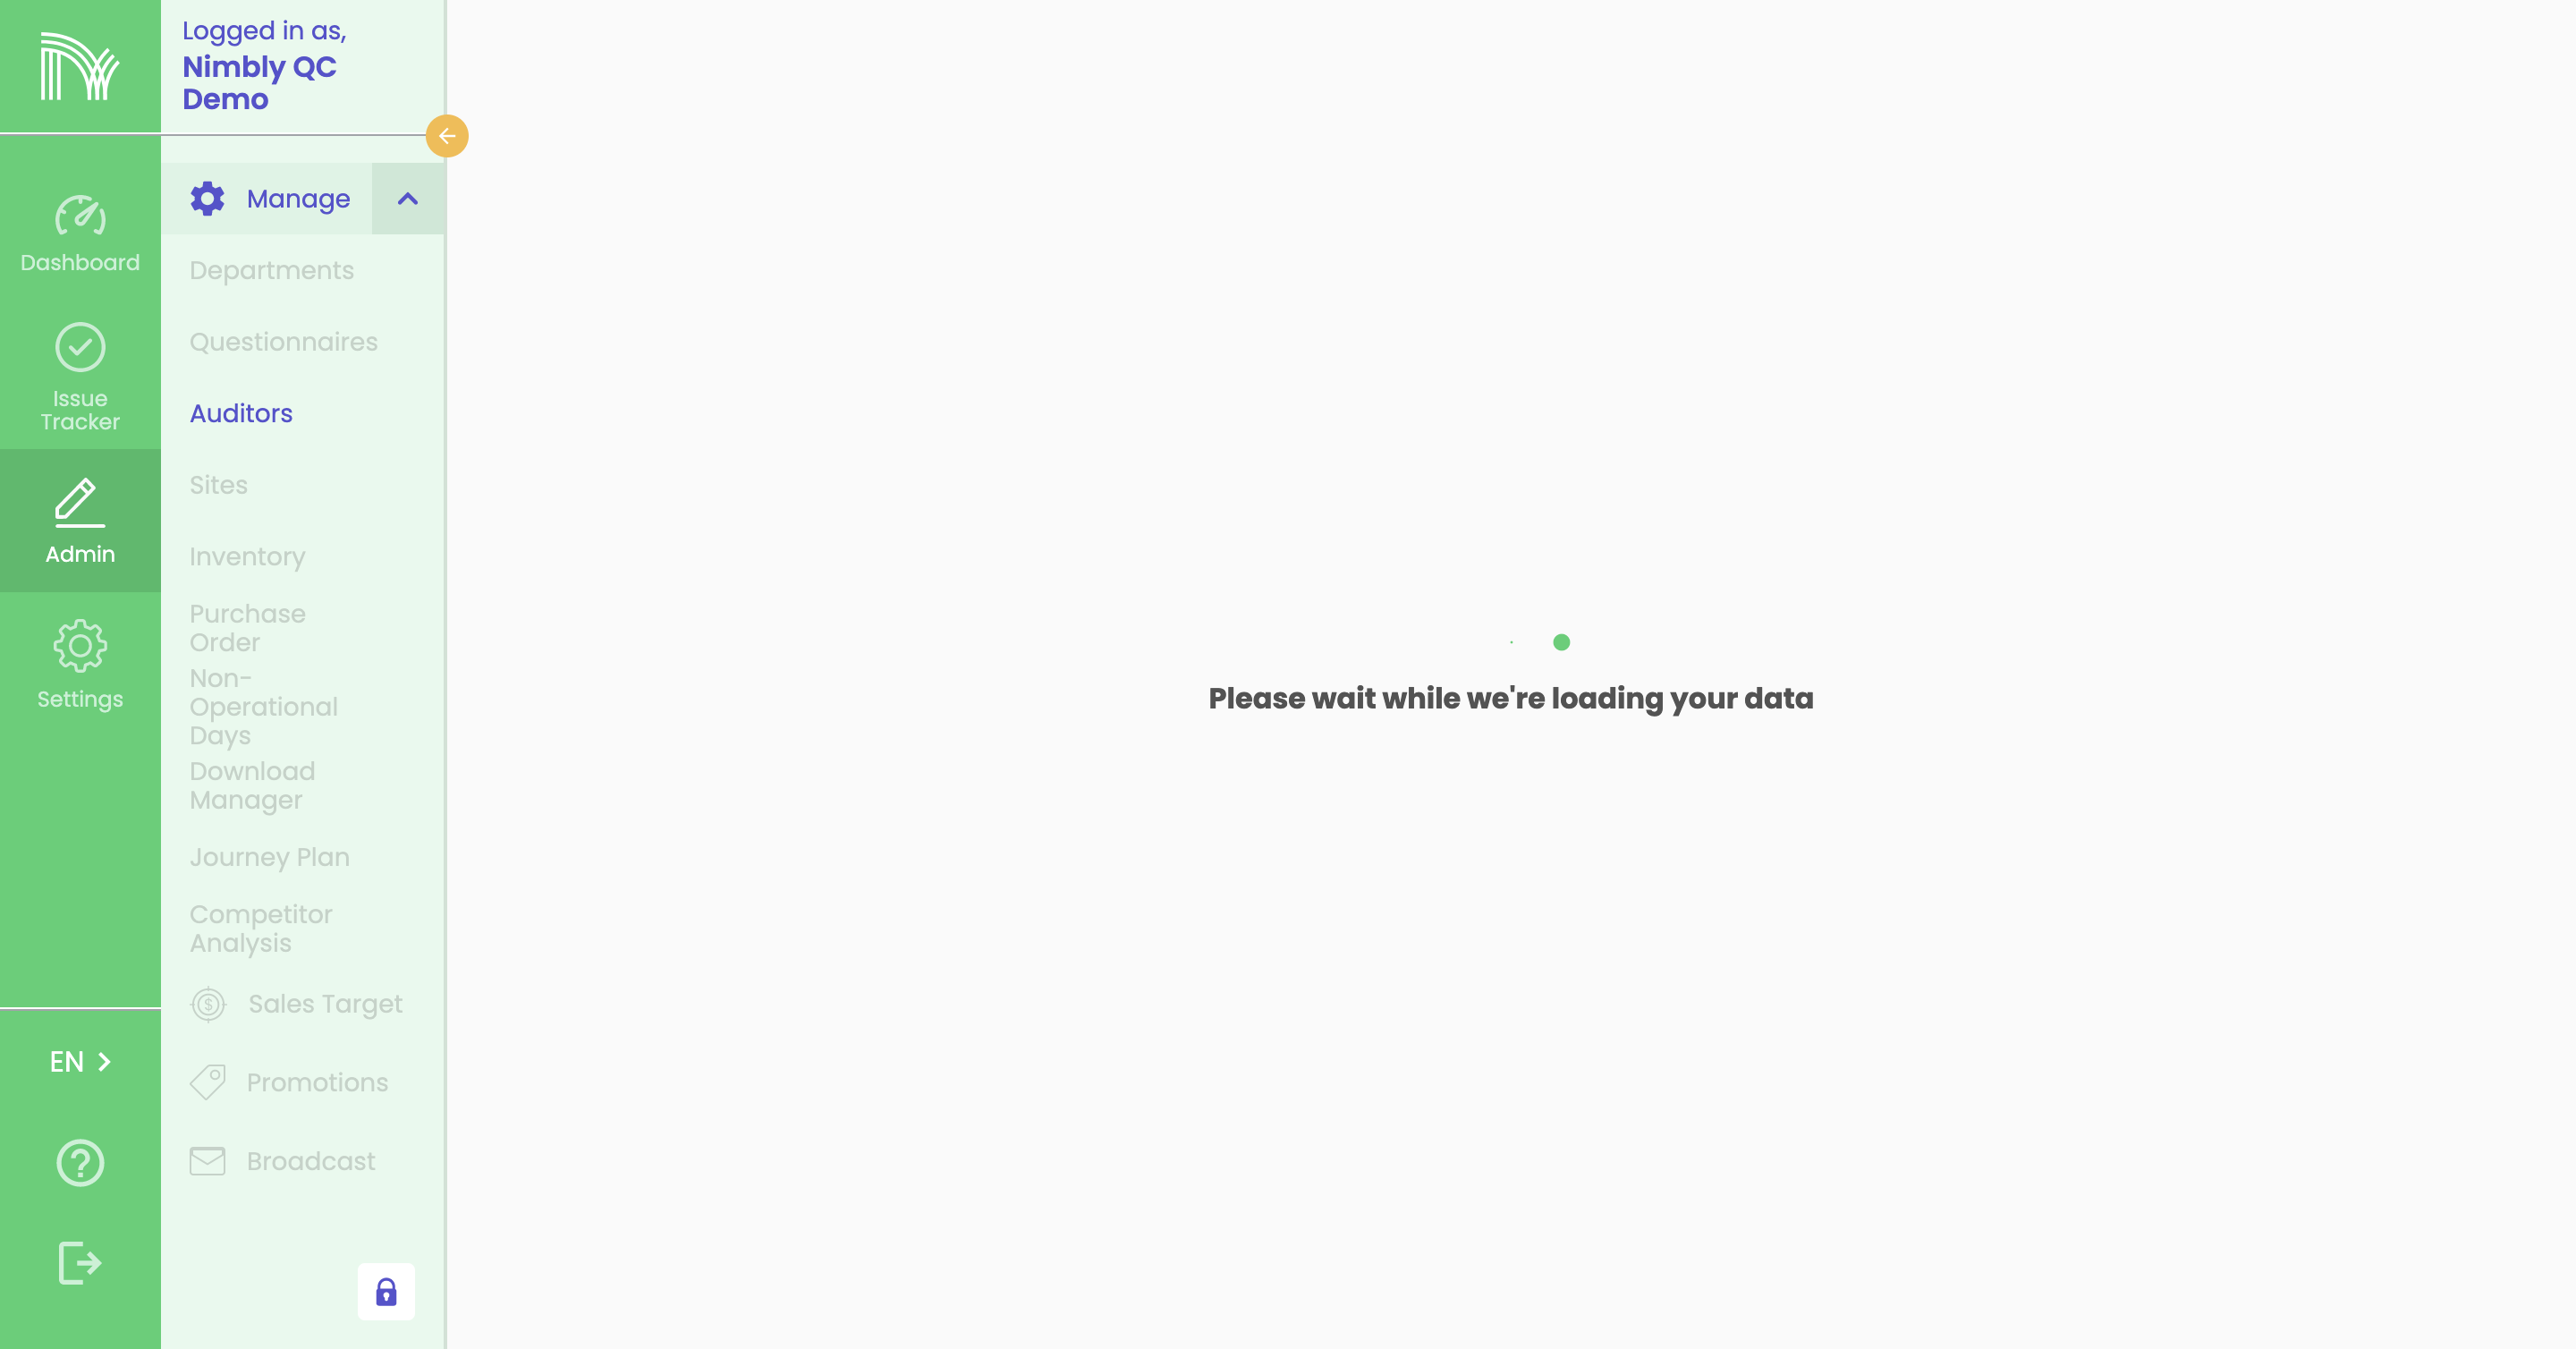 Logged in as,
Nimbly QC
Demo
Dashboard
Issue
Tracker
Admin
Settings
EN
Manage
Departments
Questionnaires
Auditors
Sites
Inventory
Purchase
Order
Non-
Operational
Days
Download
Manager
Journey Plan
Competitor
Analysis
Sales Target
Promotions
Broadcast
Please wait while we're loading your data